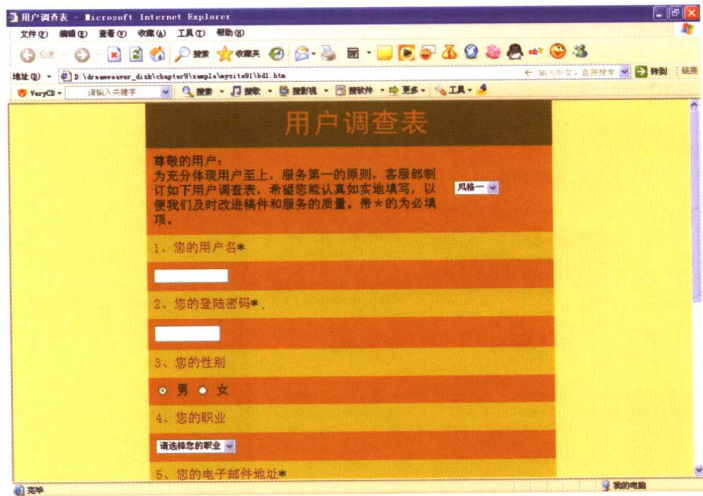 用户调查表 - Microsoft Internet Explorer
文件(F) 编辑(E) 查看(V) 收藏(A) 工具(T) 帮助(H)
后退 搜索 收藏夹
地址(D) D:\dreamweaver_disk\chapter9\sample\mysite91\bd1.htm 转到 链接
VeryCD 请输入关键字 搜索 搜歌 搜影视 搜软件 更多 工具
用户调查表
尊敬的用户：
为充分体现用户至上，服务第一的原则，客服部制
订如下用户调查表，希望您能认真如实地填写，以
便我们及时改进稿件和服务的质量。带*的为必填
项。
风格一
1、您的用户名*
2、您的登陆密码*.
3、您的性别
男 女
4、您的职业
请选择您的职业
5、您的电子邮件地址*
完毕 我的电脑